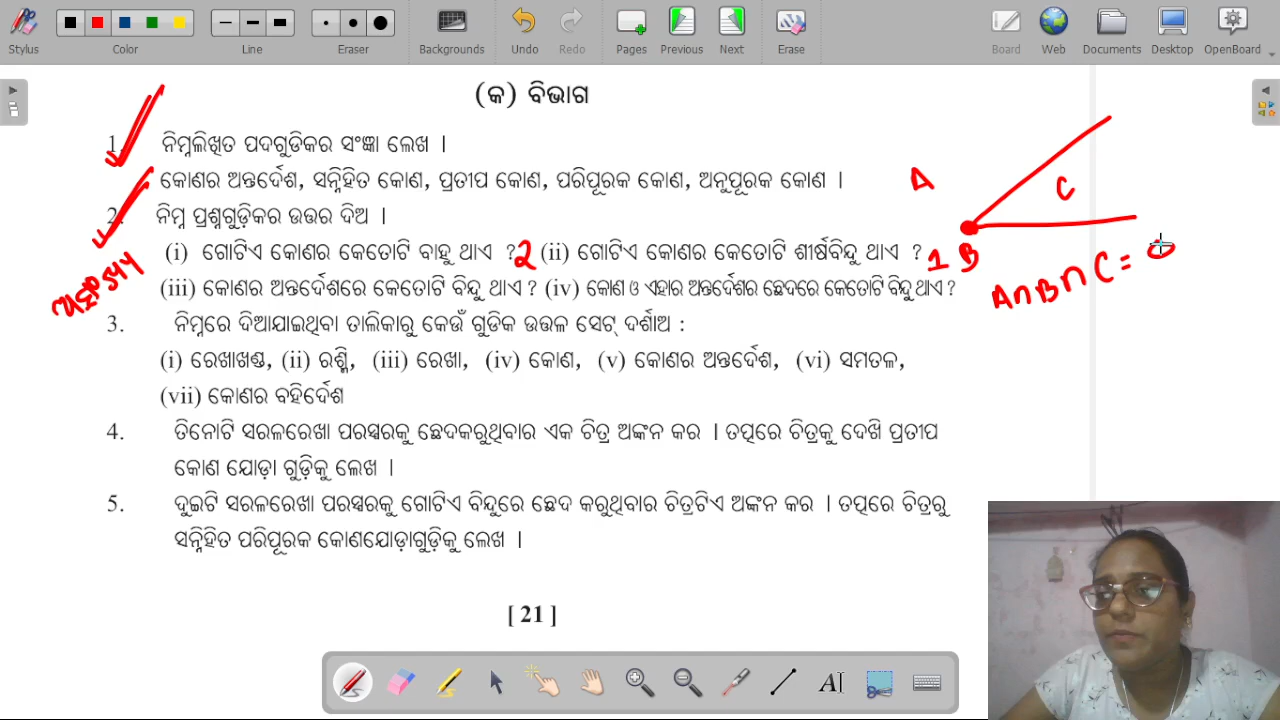 Stylus Color Line Eraser Backgrounds Undo Redo Pages Previous Next Erase Board Web Documents Desktop OpenBoard
(କ) ବିଭାଗ
1. ନିମ୍ନଲିଖିତ ପଦଗୁଡିକର ସଂଜ୍ଞା ଲେଖ ।
କୋଣର ଅନ୍ତର୍ଦେଶ, ସନ୍ନିହିତ କୋଣ, ପ୍ରତୀପ କୋଣ, ପରିପୂରକ କୋଣ, ଅନୁପୂରକ କୋଣ ।
A
C
2. ନିମ୍ନ ପ୍ରଶ୍ନଗୁଡ଼ିକର ଉତ୍ତର ଦିଅ ।
(i) ଗୋଟିଏ କୋଣର କେତୋଟି ବାହୁ ଥାଏ ? 2 (ii) ଗୋଟିଏ କୋଣର କେତୋଟି ଶୀର୍ଷବିନ୍ଦୁ ଥାଏ ? 1 B
(iii) କୋଣର ଅନ୍ତର୍ଦେଶରେ କେତୋଟି ବିନ୍ଦୁ ଥାଏ ? (iv) କୋଣ ଓ ଏହାର ଅନ୍ତର୍ଦେଶର ଛେଦରେ କେତୋଟି ବିନ୍ଦୁ ଥାଏ ?
A∩B∩C=
3. ନିମ୍ନରେ ଦିଆଯାଇଥିବା ତାଲିକାରୁ କେଉଁ ଗୁଡିକ ଉତ୍ତଳ ସେଟ୍ ଦର୍ଶାଅ :
(i) ରେଖାଖଣ୍ଡ, (ii) ରଶ୍ମି, (iii) ରେଖା, (iv) କୋଣ, (v) କୋଣର ଅନ୍ତର୍ଦେଶ, (vi) ସମତଳ,
(vii) କୋଣର ବହିର୍ଦେଶ
4. ତିନୋଟି ସରଳରେଖା ପରସ୍ପରକୁ ଛେଦକରୁଥିବାର ଏକ ଚିତ୍ର ଅଙ୍କନ କର । ତତ୍ପରେ ଚିତ୍ରକୁ ଦେଖି ପ୍ରତୀପ
କୋଣ ଯୋଡ଼ା ଗୁଡ଼ିକୁ ଲେଖ ।
5. ଦୁଇଟି ସରଳରେଖା ପରସ୍ପରକୁ ଗୋଟିଏ ବିନ୍ଦୁରେ ଛେଦ କରୁଥିବାର ଚିତ୍ରଟିଏ ଅଙ୍କନ କର । ତତ୍ପରେ ଚିତ୍ରରୁ
ସନ୍ନିହିତ ପରିପୂରକ କୋଣଯୋଡ଼ାଗୁଡ଼ିକୁ ଲେଖ ।
[ 21 ]